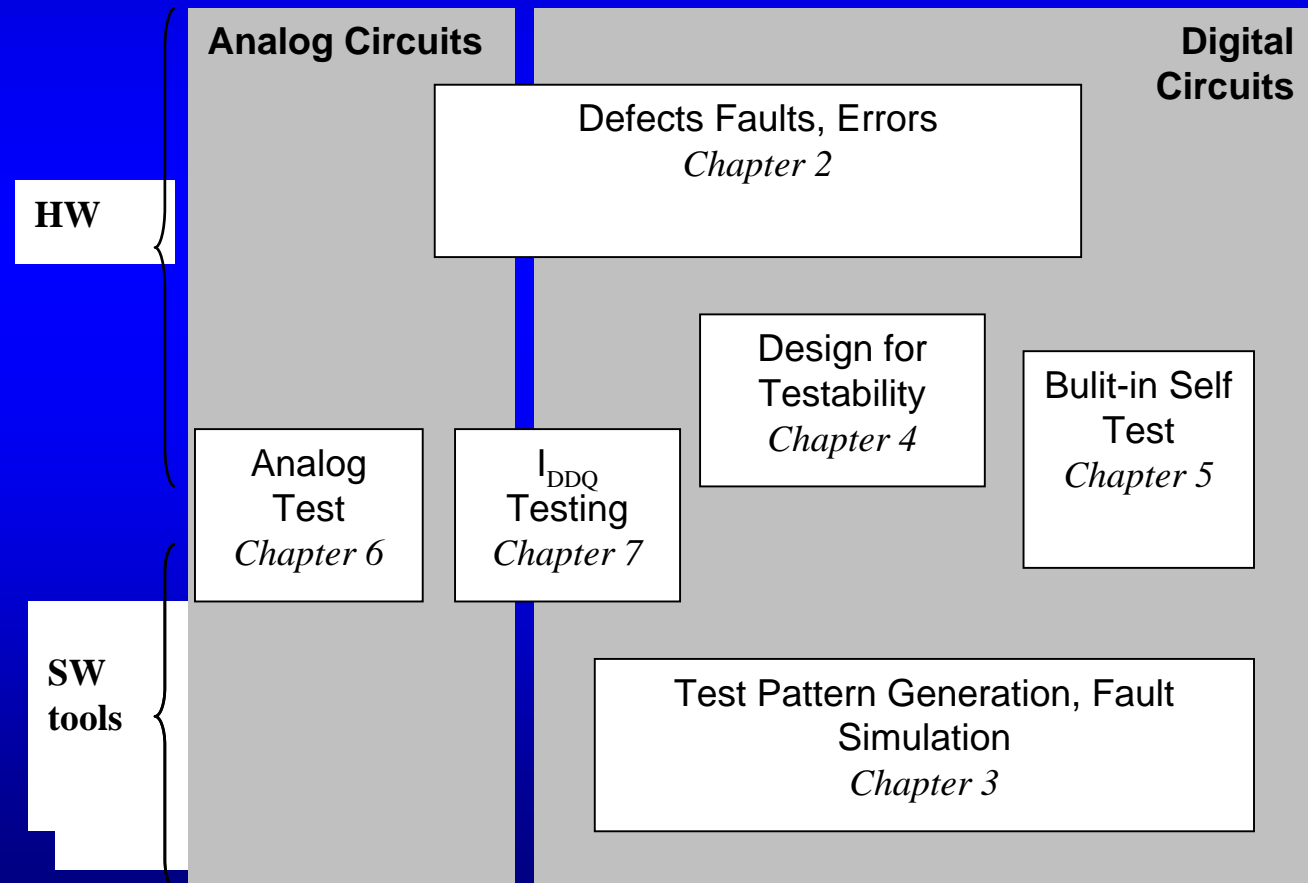 Analog Circuits
Digital
Circuits
Defects Faults, Errors
Chapter 2
HW
Design for
Testability
Chapter 4
Bulit-in Self
Test
Chapter 5
Analog
Test
Chapter 6
IDDQ
Testing
Chapter 7
SW
tools
Test Pattern Generation, Fault
Simulation
Chapter 3